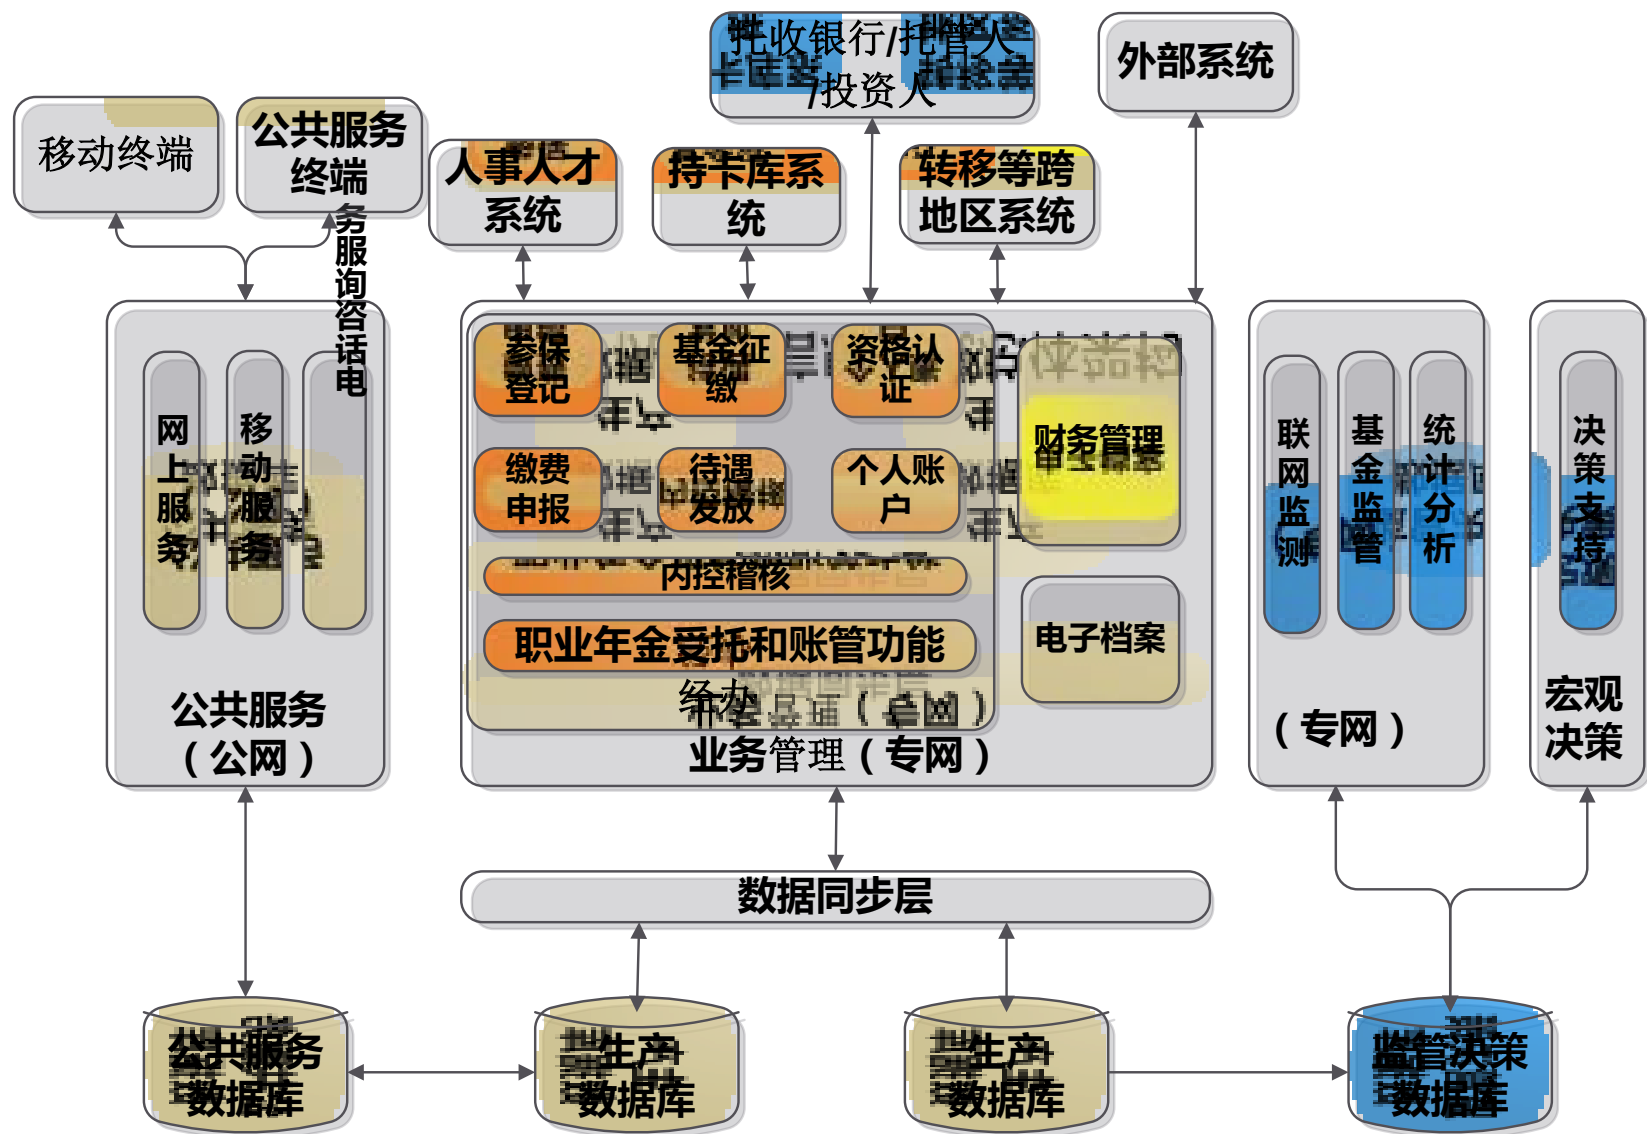 托收银行/托管人
/投资人
外部系统
移动终端
公共服务
终端
人事人才
系统
持卡库系
统
转移等跨
地区系统
务服询咨话电
参保
登记
基金征
缴
资格认
证
财务管理
缴费
申报
待遇
发放
个人账
户
内控稽核
职业年金受托和账管功能
经办
电子档案
业务管理（专网）
网上服务
移动服务
公共服务
（公网）
联网监测
基金监管
统计分析
（专网）
决策支持
宏观
决策
数据同步层
公共服务
数据库
生产
数据库
生产
数据库
监管决策
数据库